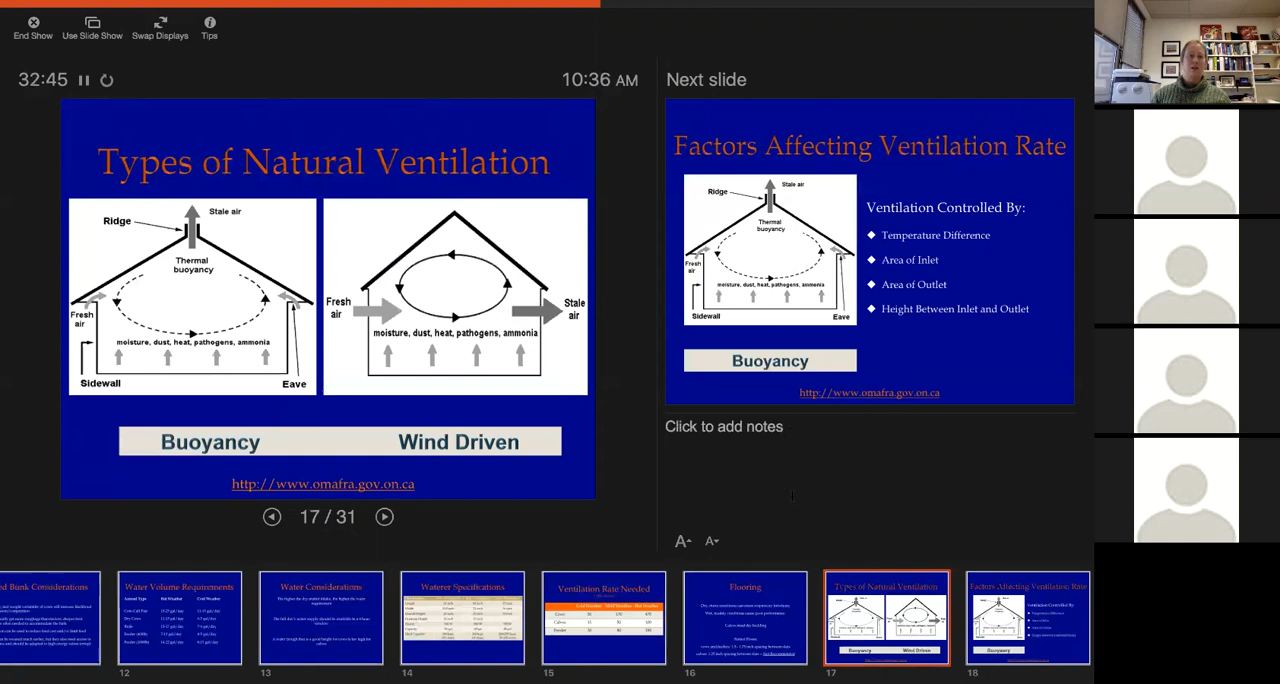 End Show
Use Slide Show
Swap Displays
Tips
32:45
10:36 AM
Types of Natural Ventilation
Ridge
Stale air
Thermal
buoyancy
Fresh
air
moisture, dust, heat, pathogens, ammonia
Sidewall
Eave
Fresh
air
Stale
air
moisture, dust, heat, pathogens, ammonia
Buoyancy
Wind Driven
http://www.omafra.gov.on.ca
17 / 31
Next slide
Factors Affecting Ventilation Rate
Ridge
Stale air
Thermal
buoyancy
Fresh
air
moisture, dust, heat, pathogens, ammonia
Sidewall
Eave
Buoyancy
Ventilation Controlled By:
Temperature Difference
Area of Inlet
Area of Outlet
Height Between Inlet and Outlet
http://www.omafra.gov.on.ca
Click to add notes
A
A
Bunk Considerations
12
Water Volume Requirements
13
Water Considerations
14
Waterer Specifications
15
Ventilation Rate Needed
16
Flooring
17
Types of Natural Ventilation
Buoyancy
Wind Driven
18
Factors Affecting Ventilation Rate
Buoyancy